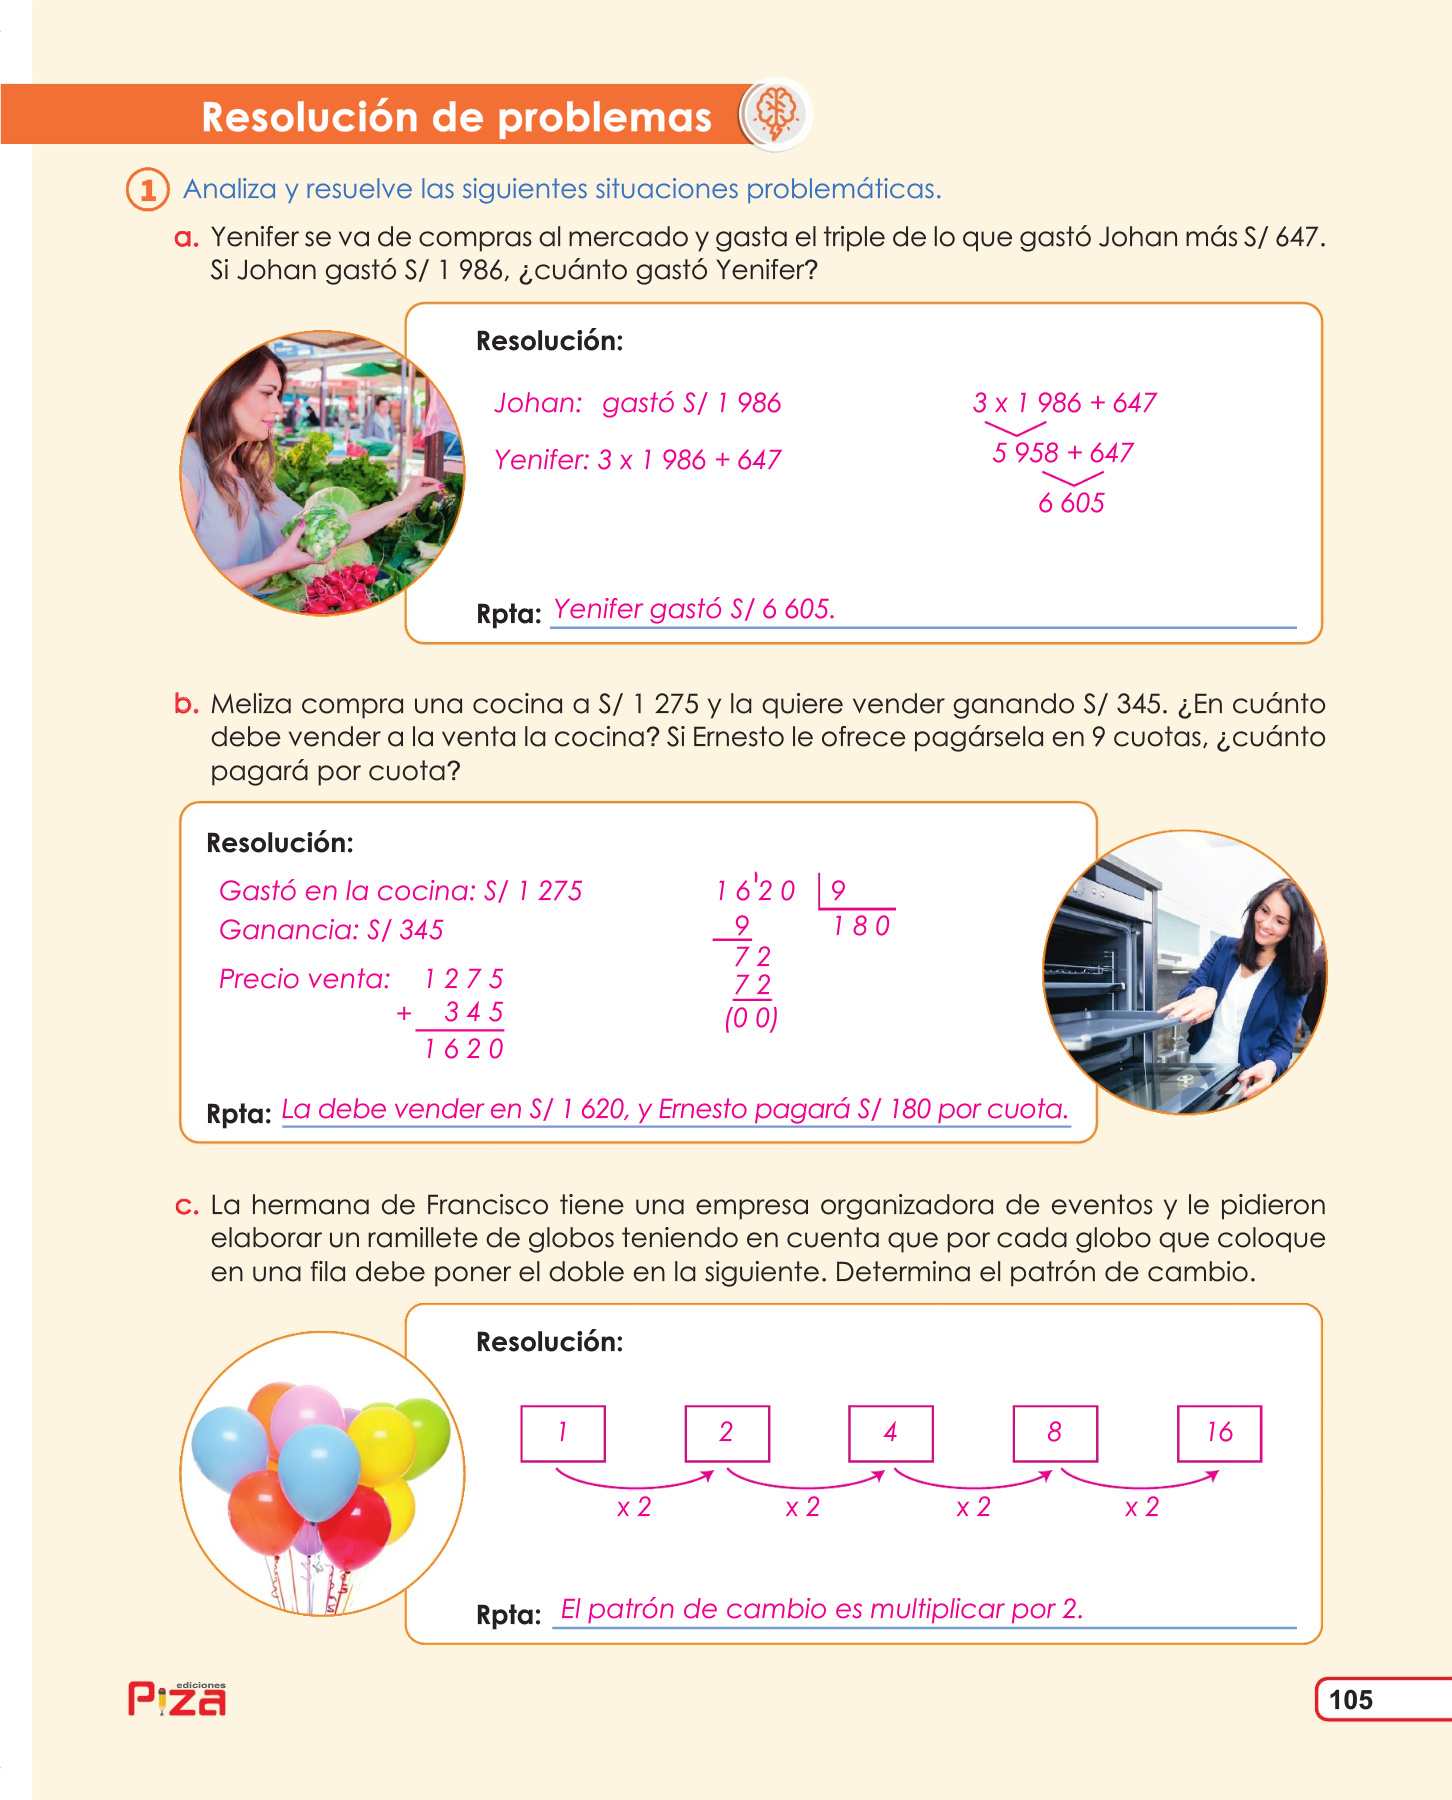 Resolución de problemas
1 Analiza y resuelve las siguientes situaciones problemáticas.
a. Yenifer se va de compras al mercado y gasta el triple de lo que gastó Johan más S/ 647.
Si Johan gastó S/ 1 986, ¿cuánto gastó Yenifer?
Resolución:
Johan: gastó S/ 1 986
3 x 1 986 + 647
5 958 + 647
Yenifer: 3 x 1 986 + 647
6 605
Rpta: Yenifer gastó S/ 6 605.
b. Meliza compra una cocina a S/ 1 275 y la quiere vender ganando S/ 345. ¿En cuánto
debe vender a la venta la cocina? Si Ernesto le ofrece pagársela en 9 cuotas, ¿cuánto
pagará por cuota?
Resolución:
Gastó en la cocina: S/ 1 275
Ganancia: S/ 345
Precio venta: 1 2 7 5
+ 3 4 5
1 6 2 0
1 6'2 0 9
9 1 8 0
7 2
7 2
(0 0)
Rpta: La debe vender en S/ 1 620, y Ernesto pagará S/ 180 por cuota.
c. La hermana de Francisco tiene una empresa organizadora de eventos y le pidieron
elaborar un ramillete de globos teniendo en cuenta que por cada globo que coloque
en una fila debe poner el doble en la siguiente. Determina el patrón de cambio.
Resolución:
1 2 4 8 16
x 2 x 2 x 2 x 2
Rpta: El patrón de cambio es multiplicar por 2.
ediciones
Piza
105